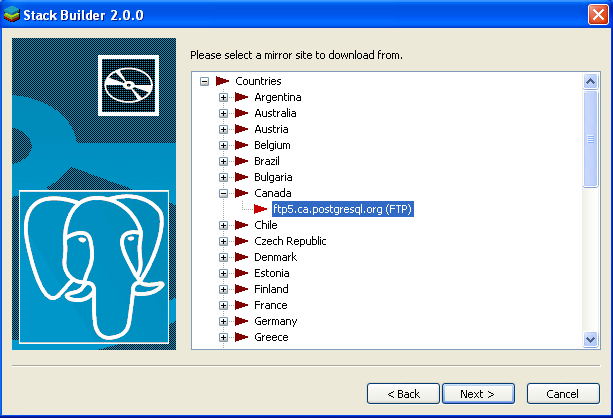 Stack Builder 2.0.0
Please select a mirror site to download from.
Countries
Argentina
Australia
Austria
Belgium
Brazil
Bulgaria
Canada
ftp5.ca.postgresql.org (FTP)
Chile
Czech Republic
Denmark
Estonia
Finland
France
Germany
Greece
< Back Next > Cancel